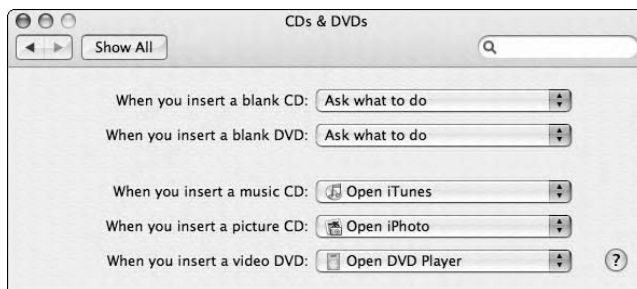 CDs & DVDs
Show All
When you insert a blank CD: Ask what to do
When you insert a blank DVD: Ask what to do
When you insert a music CD: Open iTunes
When you insert a picture CD: Open iPhoto
When you insert a video DVD: Open DVD Player ?